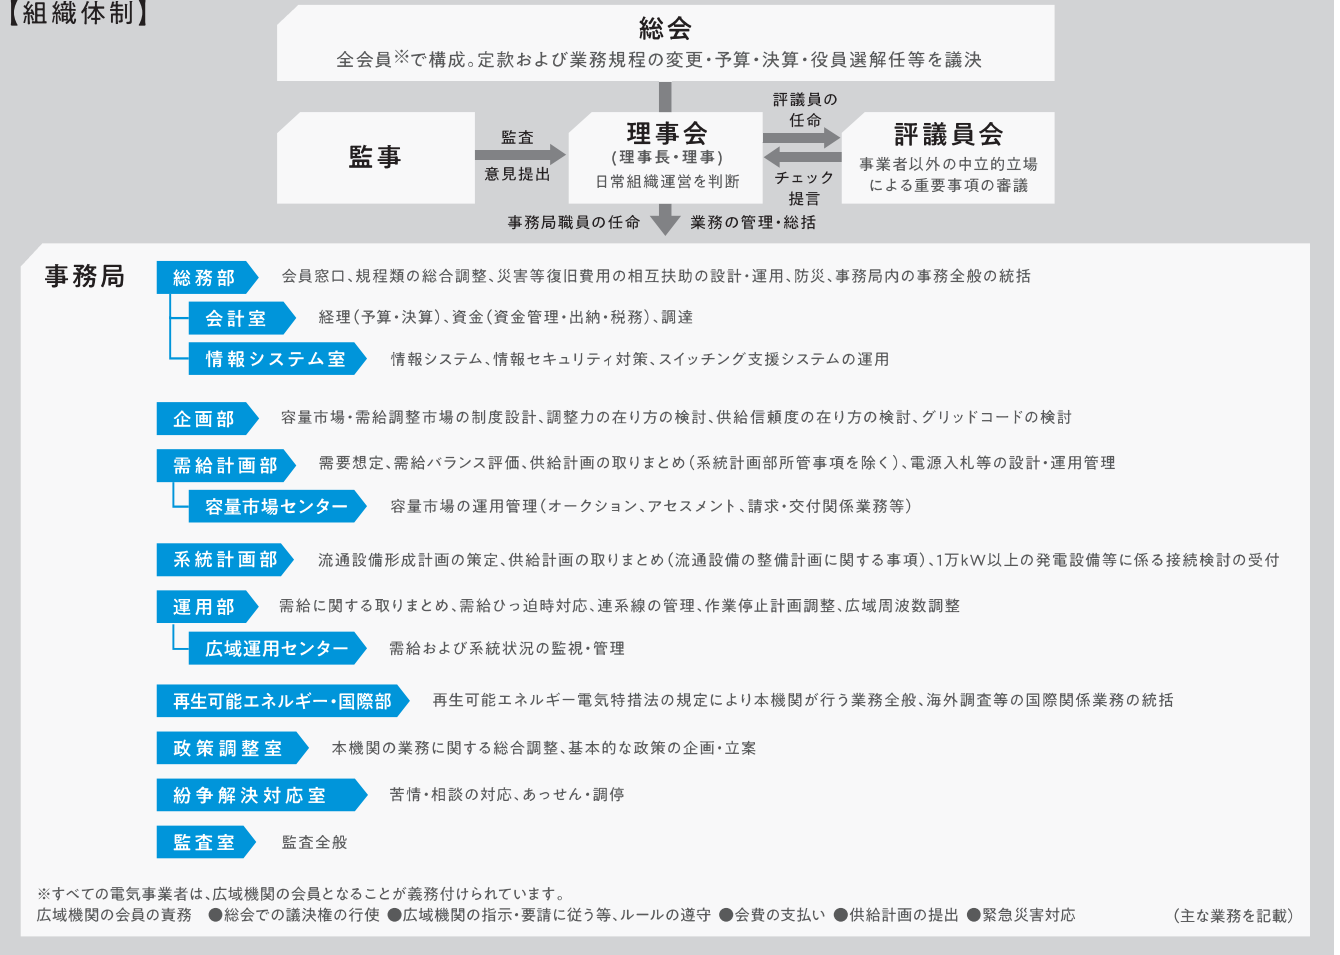 【組織体制】
総会
全会員※で構成。定款および業務規程の変更・予算・決算・役員選解任等を議決
監事
監査
意見提出
理事会
(理事長・理事)
日常組織運営を判断
評議員の
任命
チェック
提言
評議員会
事業者以外の中立的立場
による重要事項の審議
事務局職員の任命
業務の管理・総括
事務局
総務部 会員窓口、規程類の総合調整、災害等復旧費用の相互扶助の設計・運用、防災、事務局内の事務全般の統括
会計室 経理(予算・決算)、資金(資金管理・出納・税務)、調達
情報システム室 情報システム、情報セキュリティ対策、スイッチング支援システムの運用
企画部 容量市場・需給調整市場の制度設計、調整力の在り方の検討、供給信頼度の在り方の検討、グリッドコードの検討
需給計画部 需要想定、需給バランス評価、供給計画の取りまとめ(系統計画部所管事項を除く)、電源入札等の設計・運用管理
容量市場センター 容量市場の運用管理(オークション、アセスメント、請求・交付関係業務等)
系統計画部 流通設備形成計画の策定、供給計画の取りまとめ(流通設備の整備計画に関する事項)、1万kW以上の発電設備等に係る接続検討の受付
運用部 需給に関する取りまとめ、需給ひっ迫時対応、連系線の管理、作業停止計画調整、広域周波数調整
広域運用センター 需給および系統状況の監視・管理
再生可能エネルギー・国際部 再生可能エネルギー電気特措法の規定により本機関が行う業務全般、海外調査等の国際関係業務の統括
政策調整室 本機関の業務に関する総合調整、基本的な政策の企画・立案
紛争解決対応室 苦情・相談の対応、あっせん・調停
監査室 監査全般
※すべての電気事業者は、広域機関の会員となることが義務付けられています。
広域機関の会員の責務 ●総会での議決権の行使 ●広域機関の指示・要請に従う等、ルールの遵守 ●会費の支払い ●供給計画の提出 ●緊急災害対応 (主な業務を記載)